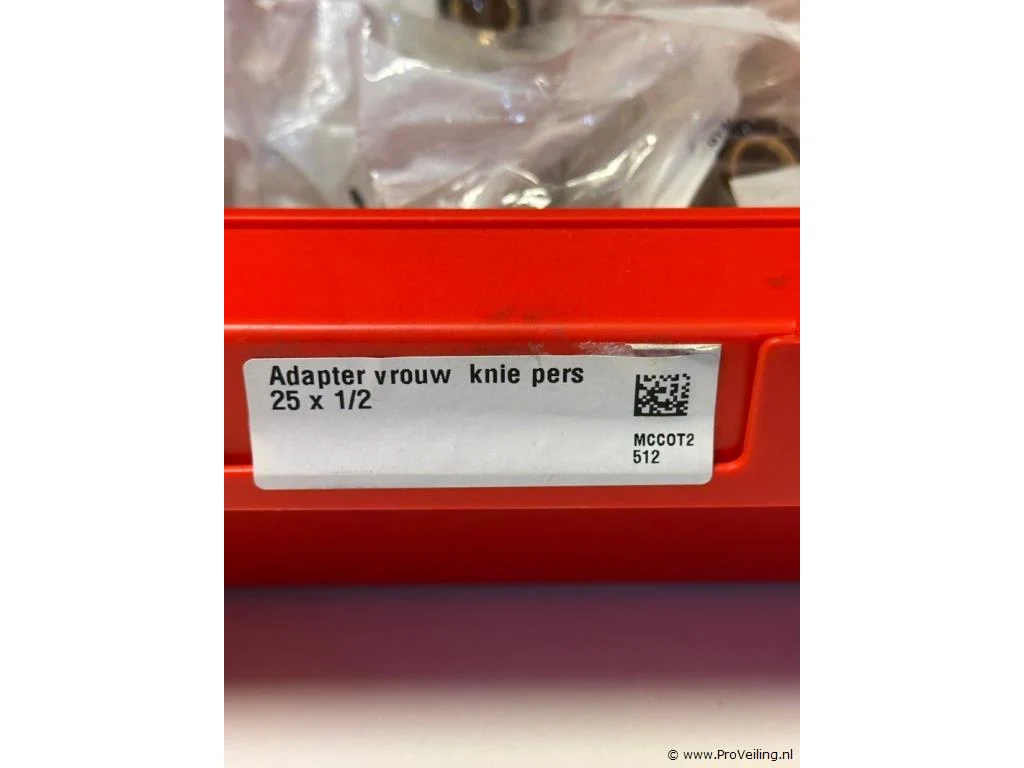 Adapter vrouw knie pers
25 x 1/2
MCCOT2
512
© www.ProVeiling.nl